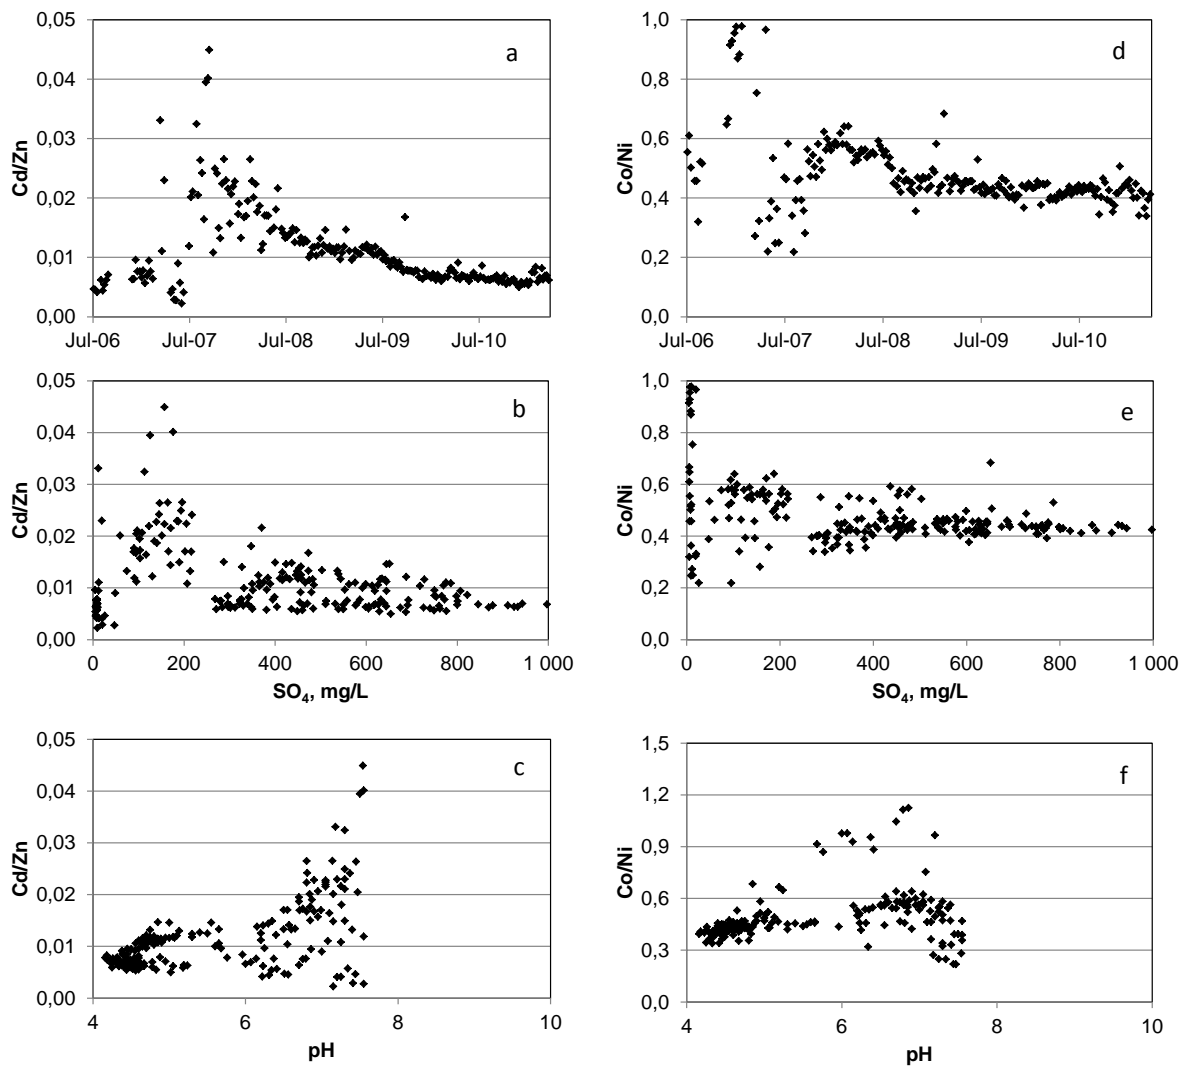 a
Cd/Zn
0,05
0,04
0,03
0,02
0,01
0,00
Jul-06 Jul-07 Jul-08 Jul-09 Jul-10
d
Co/Ni
1,0
0,8
0,6
0,4
0,2
0,0
Jul-06 Jul-07 Jul-08 Jul-09 Jul-10
b
Cd/Zn
0,05
0,04
0,03
0,02
0,01
0,00
0 200 400 600 800 1 000
SO₄, mg/L
e
Co/Ni
1,0
0,8
0,6
0,4
0,2
0,0
0 200 400 600 800 1 000
SO₄, mg/L
c
Cd/Zn
0,05
0,04
0,03
0,02
0,01
0,00
4 6 8 10
pH
f
Co/Ni
1,5
1,2
0,9
0,6
0,3
0,0
4 6 8 10
pH